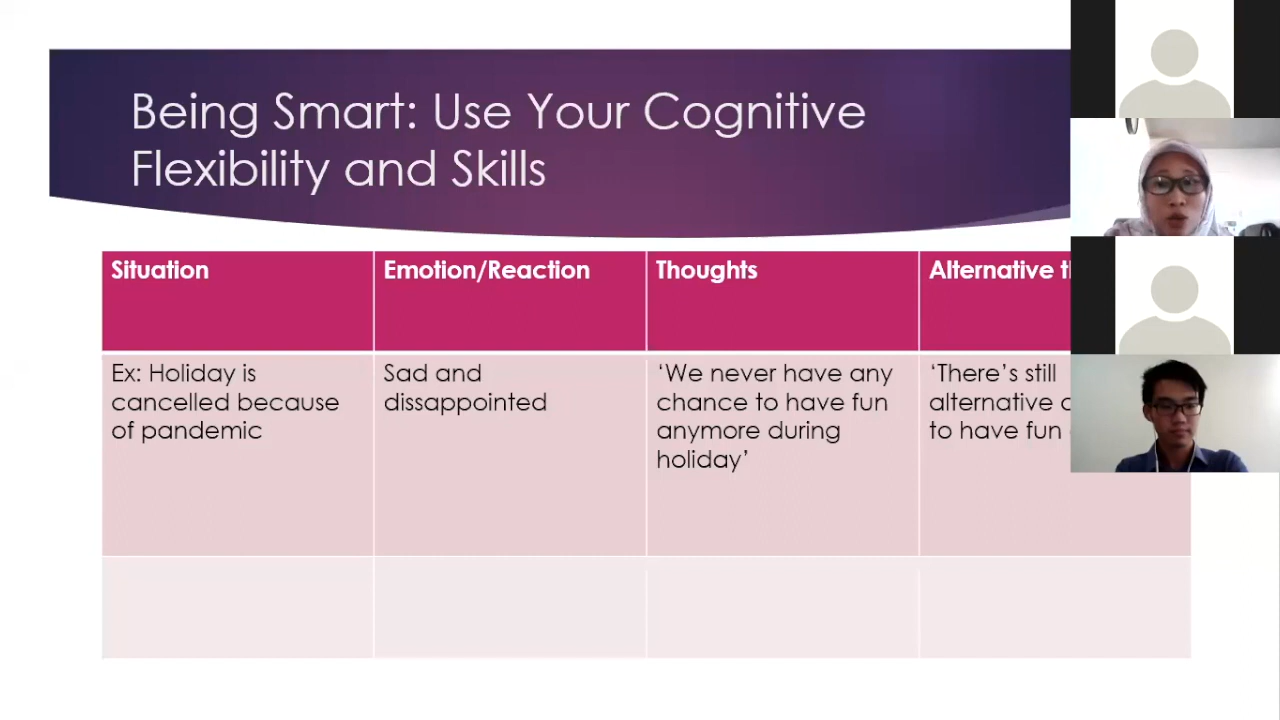 Being Smart: Use Your Cognitive
Flexibility and Skills
Situation
Emotion/Reaction
Thoughts
Alternative
Ex: Holiday is
cancelled because
of pandemic
Sad and
dissappointed
‘We never have any
chance to have fun
anymore during
holiday’
‘There’s still
alternative
to have fun